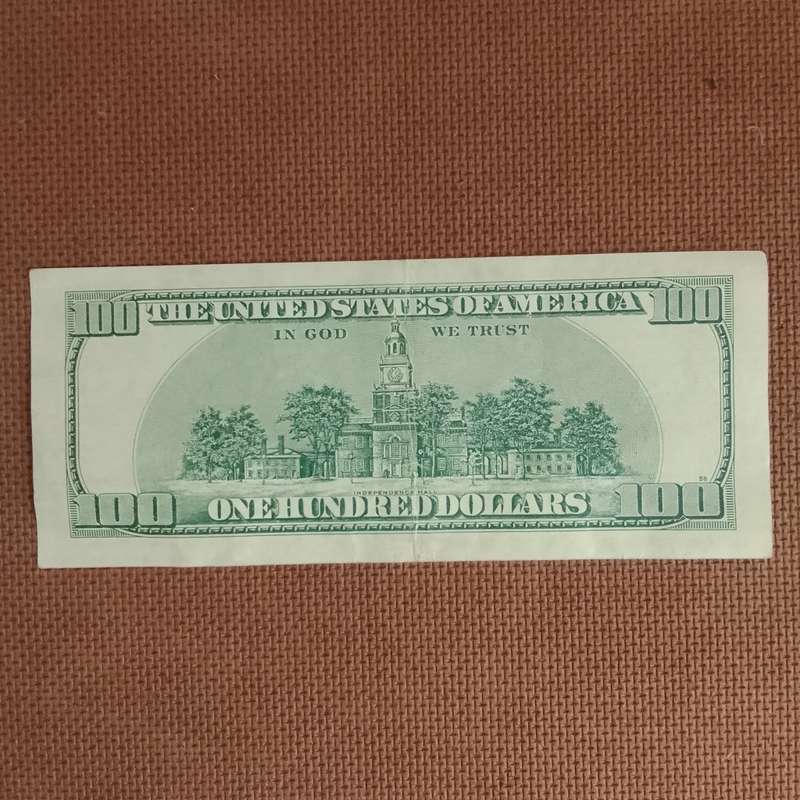 100 THE UNITED STATES OF AMERICA 100
IN GOD WE TRUST
INDEPENDENCE HALL
100 ONE HUNDRED DOLLARS 100